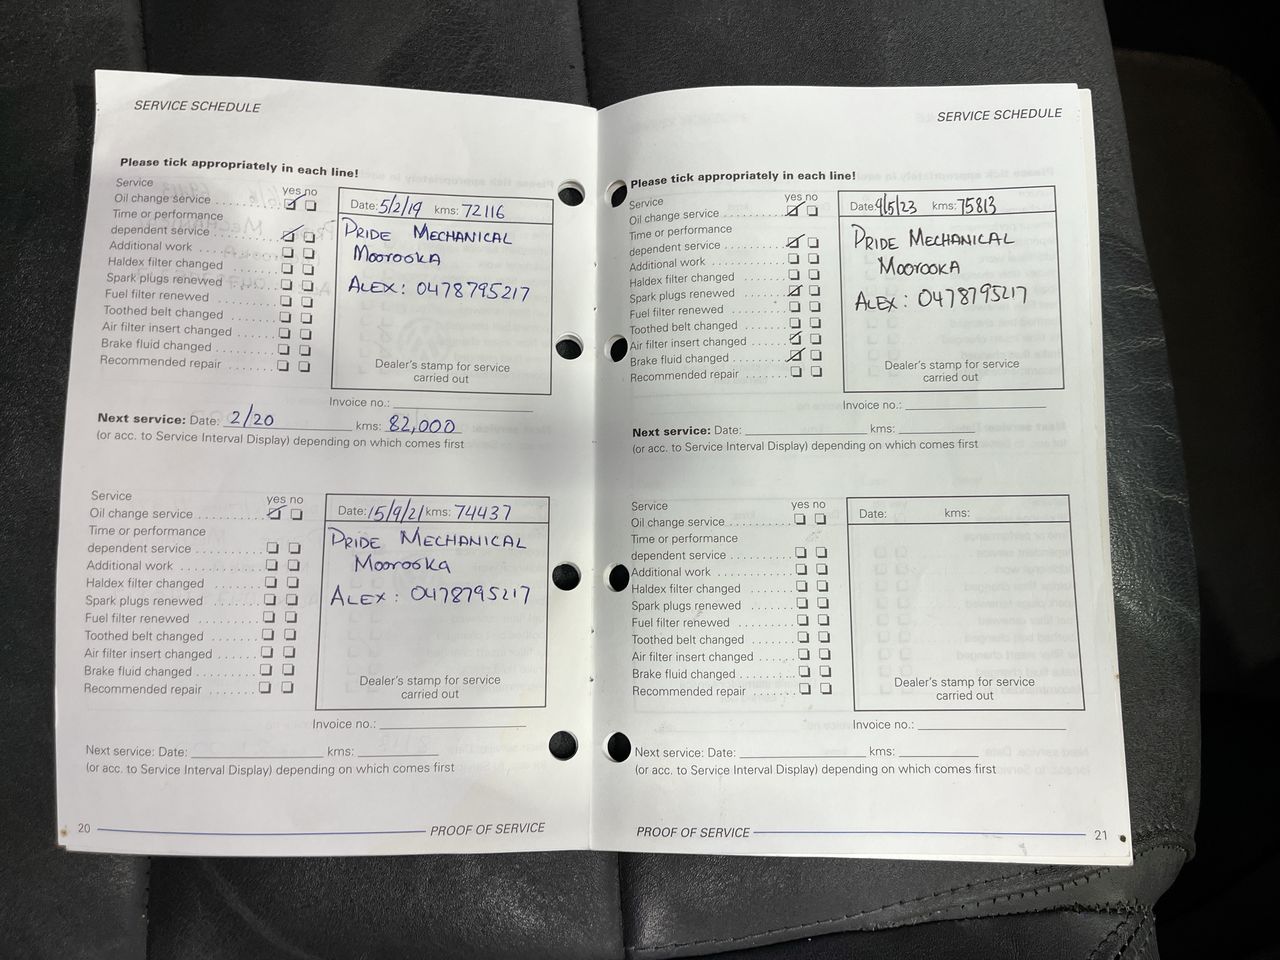 SERVICE SCHEDULE
Please tick appropriately in each line!
Service
yes no
Oil change service
Time or performance
dependent service
Additional work
Haldex filter changed
Spark plugs renewed
Fuel filter renewed
Toothed belt changed
Air filter insert changed
Brake fluid changed
Recommended repair
Date: 5/2/19 kms: 72116
PRIDE MECHANICAL
MOOROOKA
ALEX: 0478795217
Dealer's stamp for service
carried out
Invoice no.:
Next service: Date: 2/20 kms: 82,000
(or acc. to Service Interval Display) depending on which comes first
Service
yes no
Oil change service
Time or performance
dependent service
Additional work
Haldex filter changed
Spark plugs renewed
Fuel filter renewed
Toothed belt changed
Air filter insert changed
Brake fluid changed
Recommended repair
Date: 15/9/21 kms: 74437
PRIDE MECHANICAL
MOOROOKA
ALEX: 0478795217
Dealer's stamp for service
carried out
Invoice no.:
Next service: Date: kms:
(or acc. to Service Interval Display) depending on which comes first
20 PROOF OF SERVICE
SERVICE SCHEDULE
Please tick appropriately in each line!
Service
yes no
Oil change service
Time or performance
dependent service
Additional work
Haldex filter changed
Spark plugs renewed
Fuel filter renewed
Toothed belt changed
Air filter insert changed
Brake fluid changed
Recommended repair
Date: 9/5/23 kms: 75813
PRIDE MECHANICAL
MOOROOKA
ALEX: 0478795217
Dealer's stamp for service
carried out
Invoice no.:
Next service: Date: kms:
(or acc. to Service Interval Display) depending on which comes first
Service
yes no
Oil change service
Time or performance
dependent service
Additional work
Haldex filter changed
Spark plugs renewed
Fuel filter renewed
Toothed belt changed
Air filter insert changed
Brake fluid changed
Recommended repair
Date: kms:
Dealer's stamp for service
carried out
Invoice no.:
Next service: Date: kms:
(or acc. to Service Interval Display) depending on which comes first
PROOF OF SERVICE 21